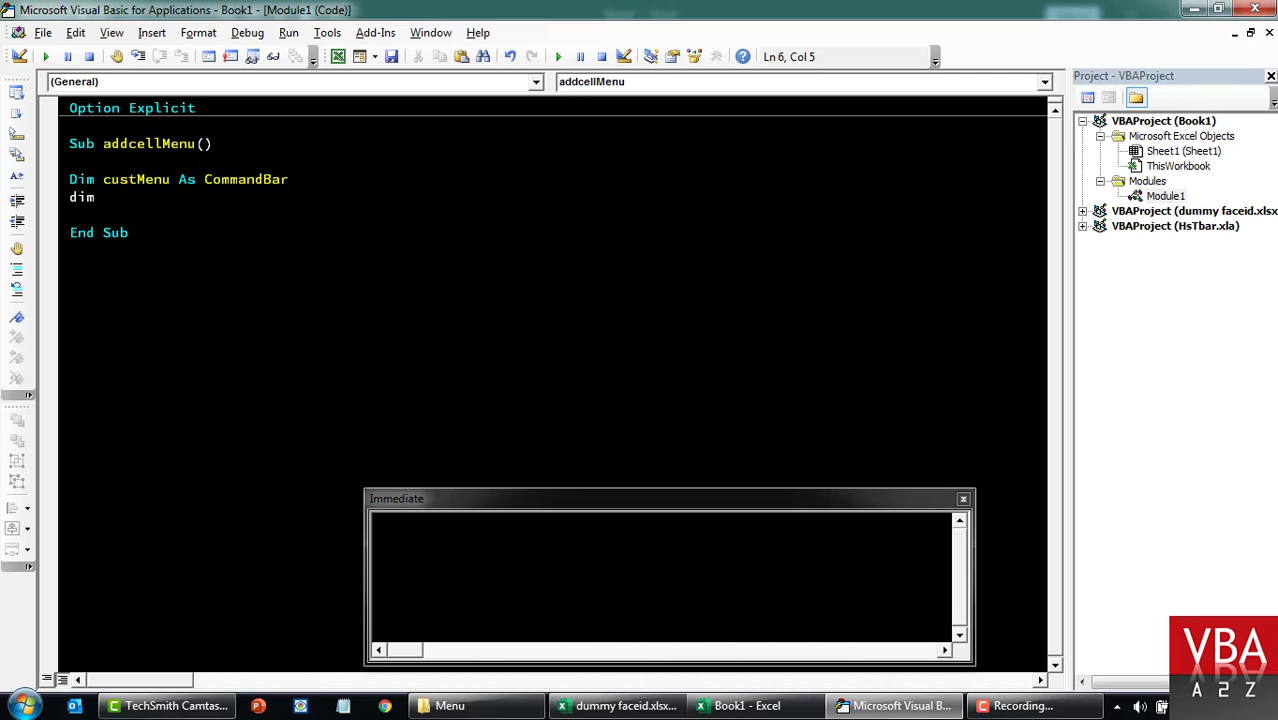 Microsoft Visual Basic for Applications - Book1 - [Module1 (Code)]
File Edit View Insert Format Debug Run Tools Add-Ins Window Help
Ln 6, Col 5
(General)
addcellMenu
Option Explicit
Sub addcellMenu()
Dim custMenu As CommandBar
dim
End Sub
Immediate
Project - VBAProject
VBAProject (Book1)
Microsoft Excel Objects
Sheet1 (Sheet1)
ThisWorkbook
Modules
Module1
VBAProject (dummy faceid.xlsx
VBAProject (HsTbar.xla)
VBA
A 2 Z
TechSmith Camtas...
Menu
dummy faceid.xlsx...
Book1 - Excel
Microsoft Visual B...
Recording...